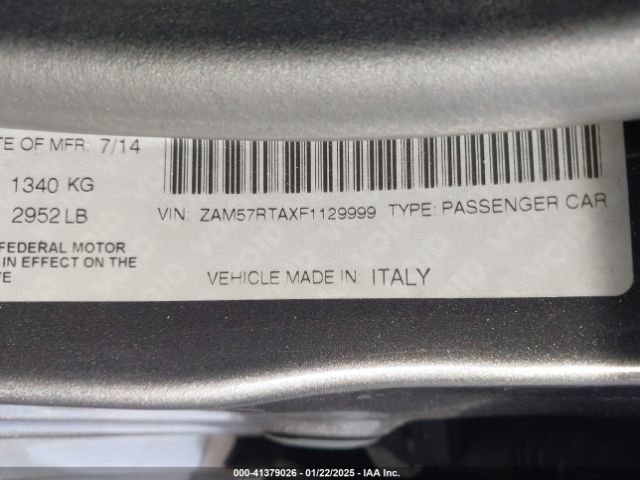 TE OF MFR: 7/14
1340 KG
2952 LB
VIN: ZAM57RTAXF1129999 TYPE: PASSENGER CAR
FEDERAL MOTOR
IN EFFECT ON THE
VE
VEHICLE MADE IN: ITALY
000-41379026 - 01/22/2025 - IAA Inc.